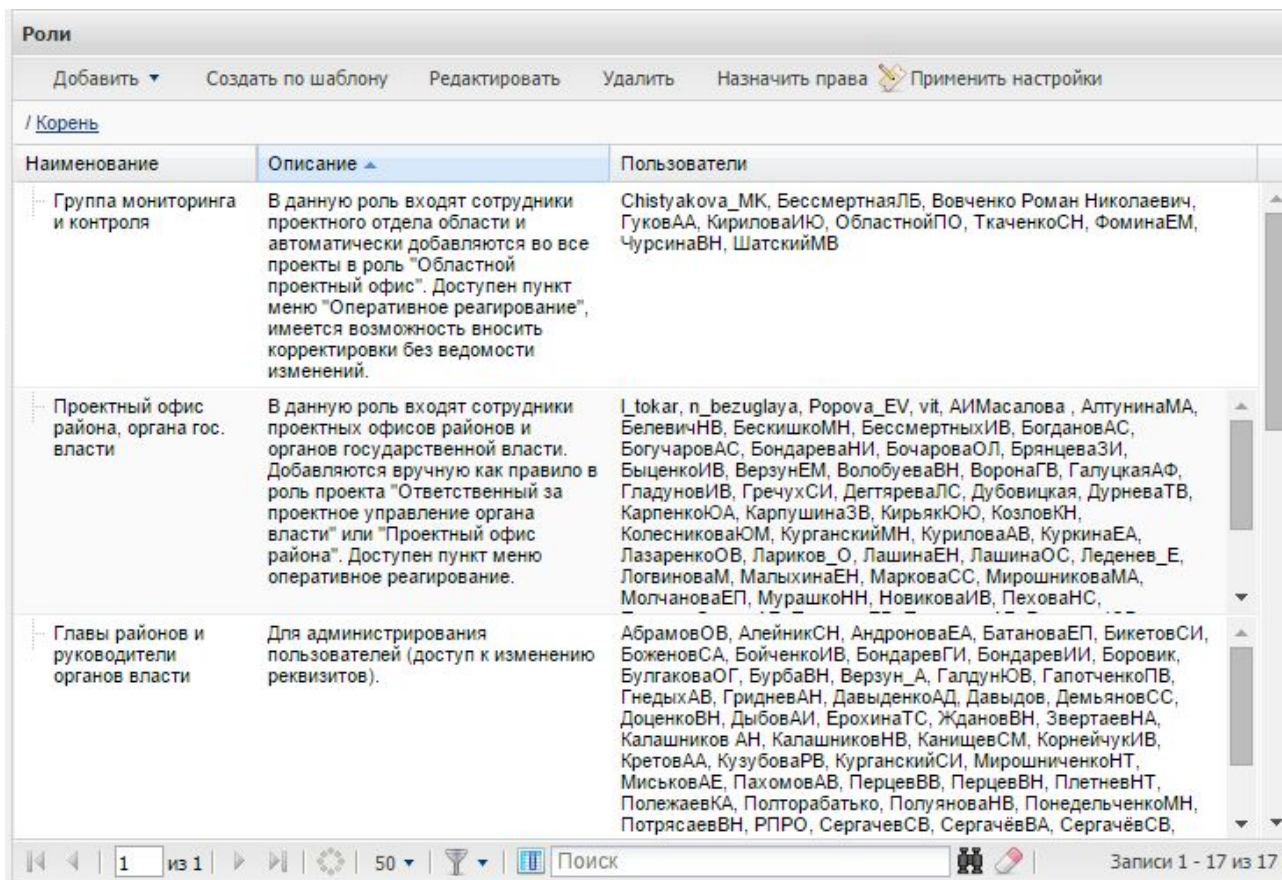 Роли
Добавить Создать по шаблону Редактировать Удалить Назначить права Применить настройки
/ Корень
Наименование Описание Пользователи
Группа мониторинга
и контроля
В данную роль входят сотрудники
проектного отдела области и
автоматически добавляются во все
проекты в роль "Областной
проектный офис". Доступен пункт
меню "Оперативное реагирование",
имеется возможность вносить
корректировки без ведомости
изменений.
Chistyakova_MK, БессмертнаяЛБ, Вовченко Роман Николаевич,
ГуковАА, КириловаИЮ, ОбластнойПО, ТкаченкоСН, ФоминаЕМ,
ЧурсинаВН, ШатскийМВ
Проектный офис
района, органа гос.
власти
В данную роль входят сотрудники
проектных офисов районов и
органов государственной власти.
Добавляются вручную как правило в
роль проекта "Ответственный за
проектное управление органа
власти" или "Проектный офис
района". Доступен пункт меню
оперативное реагирование.
l_tokar, n_bezuglaya, Popova_EV, vit, АИМасалова , АлтунинаМА,
БелевичНВ, БескишкоМН, БессмертныхИВ, БогдановАС,
БогучаровАС, БондареваНИ, БочароваОЛ, БрянцеваЗИ,
БыценкоИВ, ВерзунЕМ, ВолобуеваВН, ВоронаГВ, ГалуцкаяАФ,
ГладуновИВ, ГречухСИ, ДегтяреваЛС, Дубовицкая, ДурневаТВ,
КарпенкоЮА, КарпушинаЗВ, КирьякЮЮ, КозловКН,
КолесниковаЮМ, КурганскийМН, КуриловаАВ, КуркинаЕА,
ЛазаренкоОВ, Лариков_О, ЛашинаЕН, ЛашинаОС, Леденев_Е,
ЛогвиноваМ, МалыхинаЕН, МарковаСС, МирошниковаМА,
МолчановаЕП, МурашкоНН, НовиковаИВ, ПеховаНС,
Главы районов и
руководители
органов власти
Для администрирования
пользователей (доступ к изменению
реквизитов).
АбрамовОВ, АлейникСН, АндроноваЕА, БатановаЕП, БикетовСИ,
БоженовСА, БойченкоИВ, БондаревГИ, БондаревИИ, Боровик,
БулгаковаОГ, БурбаВН, Верзун_А, ГалдунЮВ, ГапотченкоПВ,
ГнедыхАВ, ГридневАН, ДавыденкоАД, Давыдов, ДемьяновСС,
ДоценкоВН, ДыбовАИ, ЕрохинаТС, ЖдановВН, ЗвертаевНА,
Калашников АН, КалашниковНВ, КанищевСМ, КорнейчукИВ,
КретовАА, КузубоваРВ, КурганскийСИ, МирошниченкоНТ,
МиськовАЕ, ПахомовАВ, ПерцевВВ, ПерцевВН, ПлетневНТ,
ПолежаевКА, Полторабатько, ПолуяноваНВ, ПонедельченкоМН,
ПотрясаевВН, РПРО, СергачевСВ, СергачёвВА, СергачёвСВ,
1 из 1 50 Поиск Записи 1 - 17 из 17